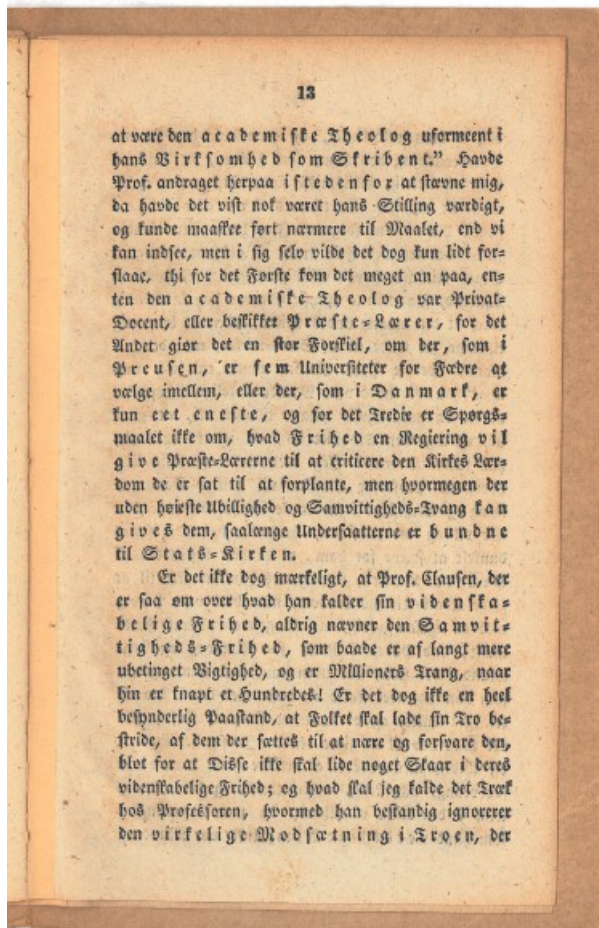 13
at være den academiske Theolog uformeent i
hans Virksomhed som Skribent." Havde
Prof. andraget herpaa istedenfor at stævne mig,
da havde det vist nok været hans Stilling værdigt,
og kunde maaskee ført nærmere til Maalet, end vi
kan indsee, men i sig selv vilde det dog kun lidt for-
slaae, thi for det Første kom det meget an paa, en-
ten den academiske Theolog var Privat-
Docent, eller beskikket Præste-Lærer, for det
Andet giør det en stor Forskiel, om der, som i
Preusen, er fem Universiteter for Fædre at
vælge imellem, eller der, som i Danmark, er
kun eet eneste, og for det Tredie er Spørgs-
maalet ikke om, hvad Frihed en Regiering vil
give Præste-Lærerne til at criticere den Kirkes Lær-
dom de er sat til at forplante, men hvormegen der
uden høieste Ubillighed og Samvittigheds-Tvang kan
gives dem, saalænge Undersaatterne er bundne
til Stats-Kirken.
Er det ikke dog mærkeligt, at Prof. Clausen, der
er saa øm over hvad han kalder sin videnska-
belige Frihed, aldrig nævner den Samvit-
tigheds-Frihed, som baade er af langt mere
ubetinget Vigtighed, og er Millioners Trang, naar
hin er knapt et Hundredes! Er det dog ikke en heel
besynderlig Paastand, at Folket skal lade sin Tro be-
stride, af dem der sættes til at nære og forsvare den,
blot for at Disse ikke skal lide noget Skaar i deres
videnskabelige Frihed; og hvad skal jeg kalde det Træk
hos Professoren, hvormed han bestandig ignorerer
den virkelige Modsætning i Troen, der